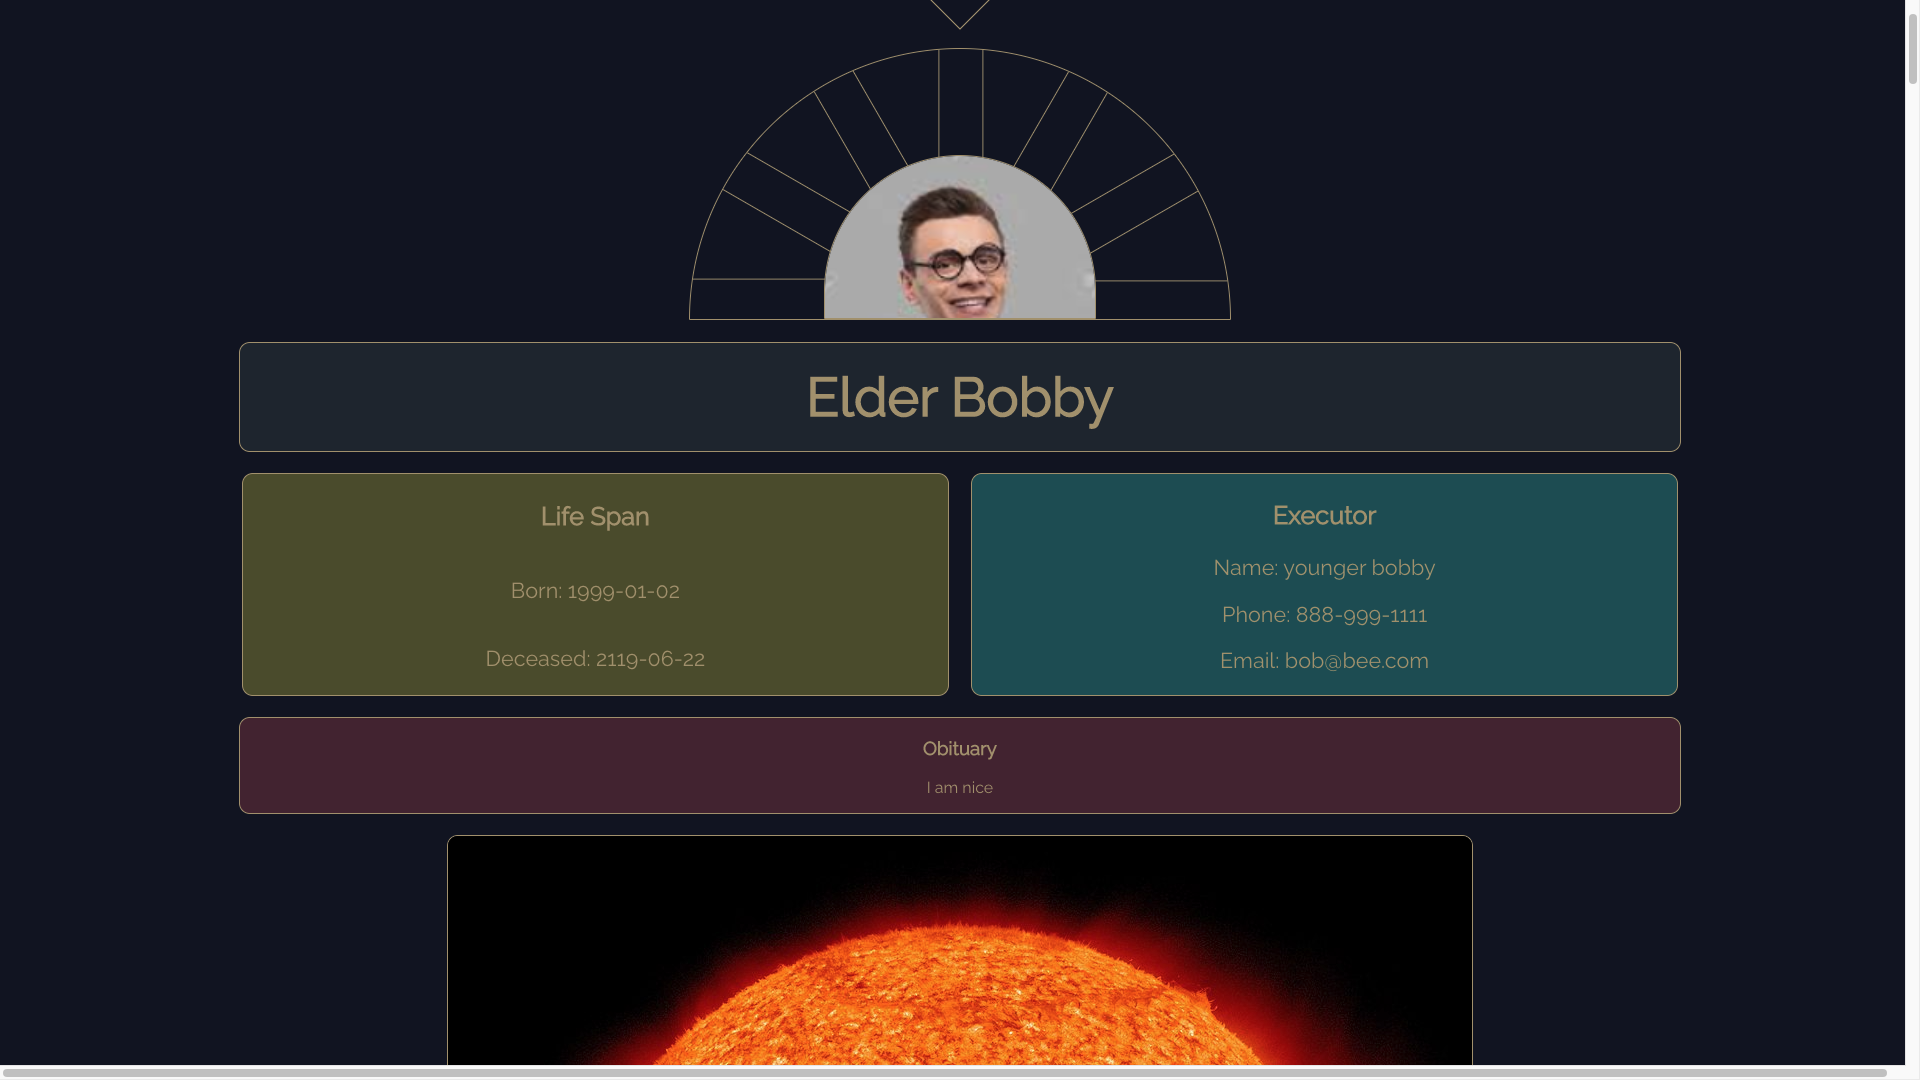 Elder Bobby
Life Span
Born: 1999-01-02
Deceased: 2119-06-22
Executor
Name: younger bobby
Phone: 888-999-1111
Email: bob@bee.com
Obituary
I am nice